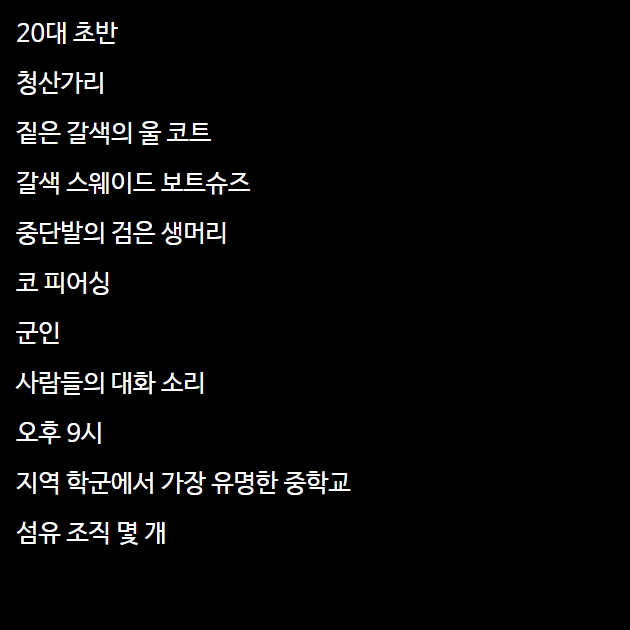 20대 초반
청산가리
짙은 갈색의 울 코트
갈색 스웨이드 보트슈즈
중단발의 검은 생머리
코 피어싱
군인
사람들의 대화 소리
오후 9시
지역 학군에서 가장 유명한 중학교
섬유 조직 몇 개